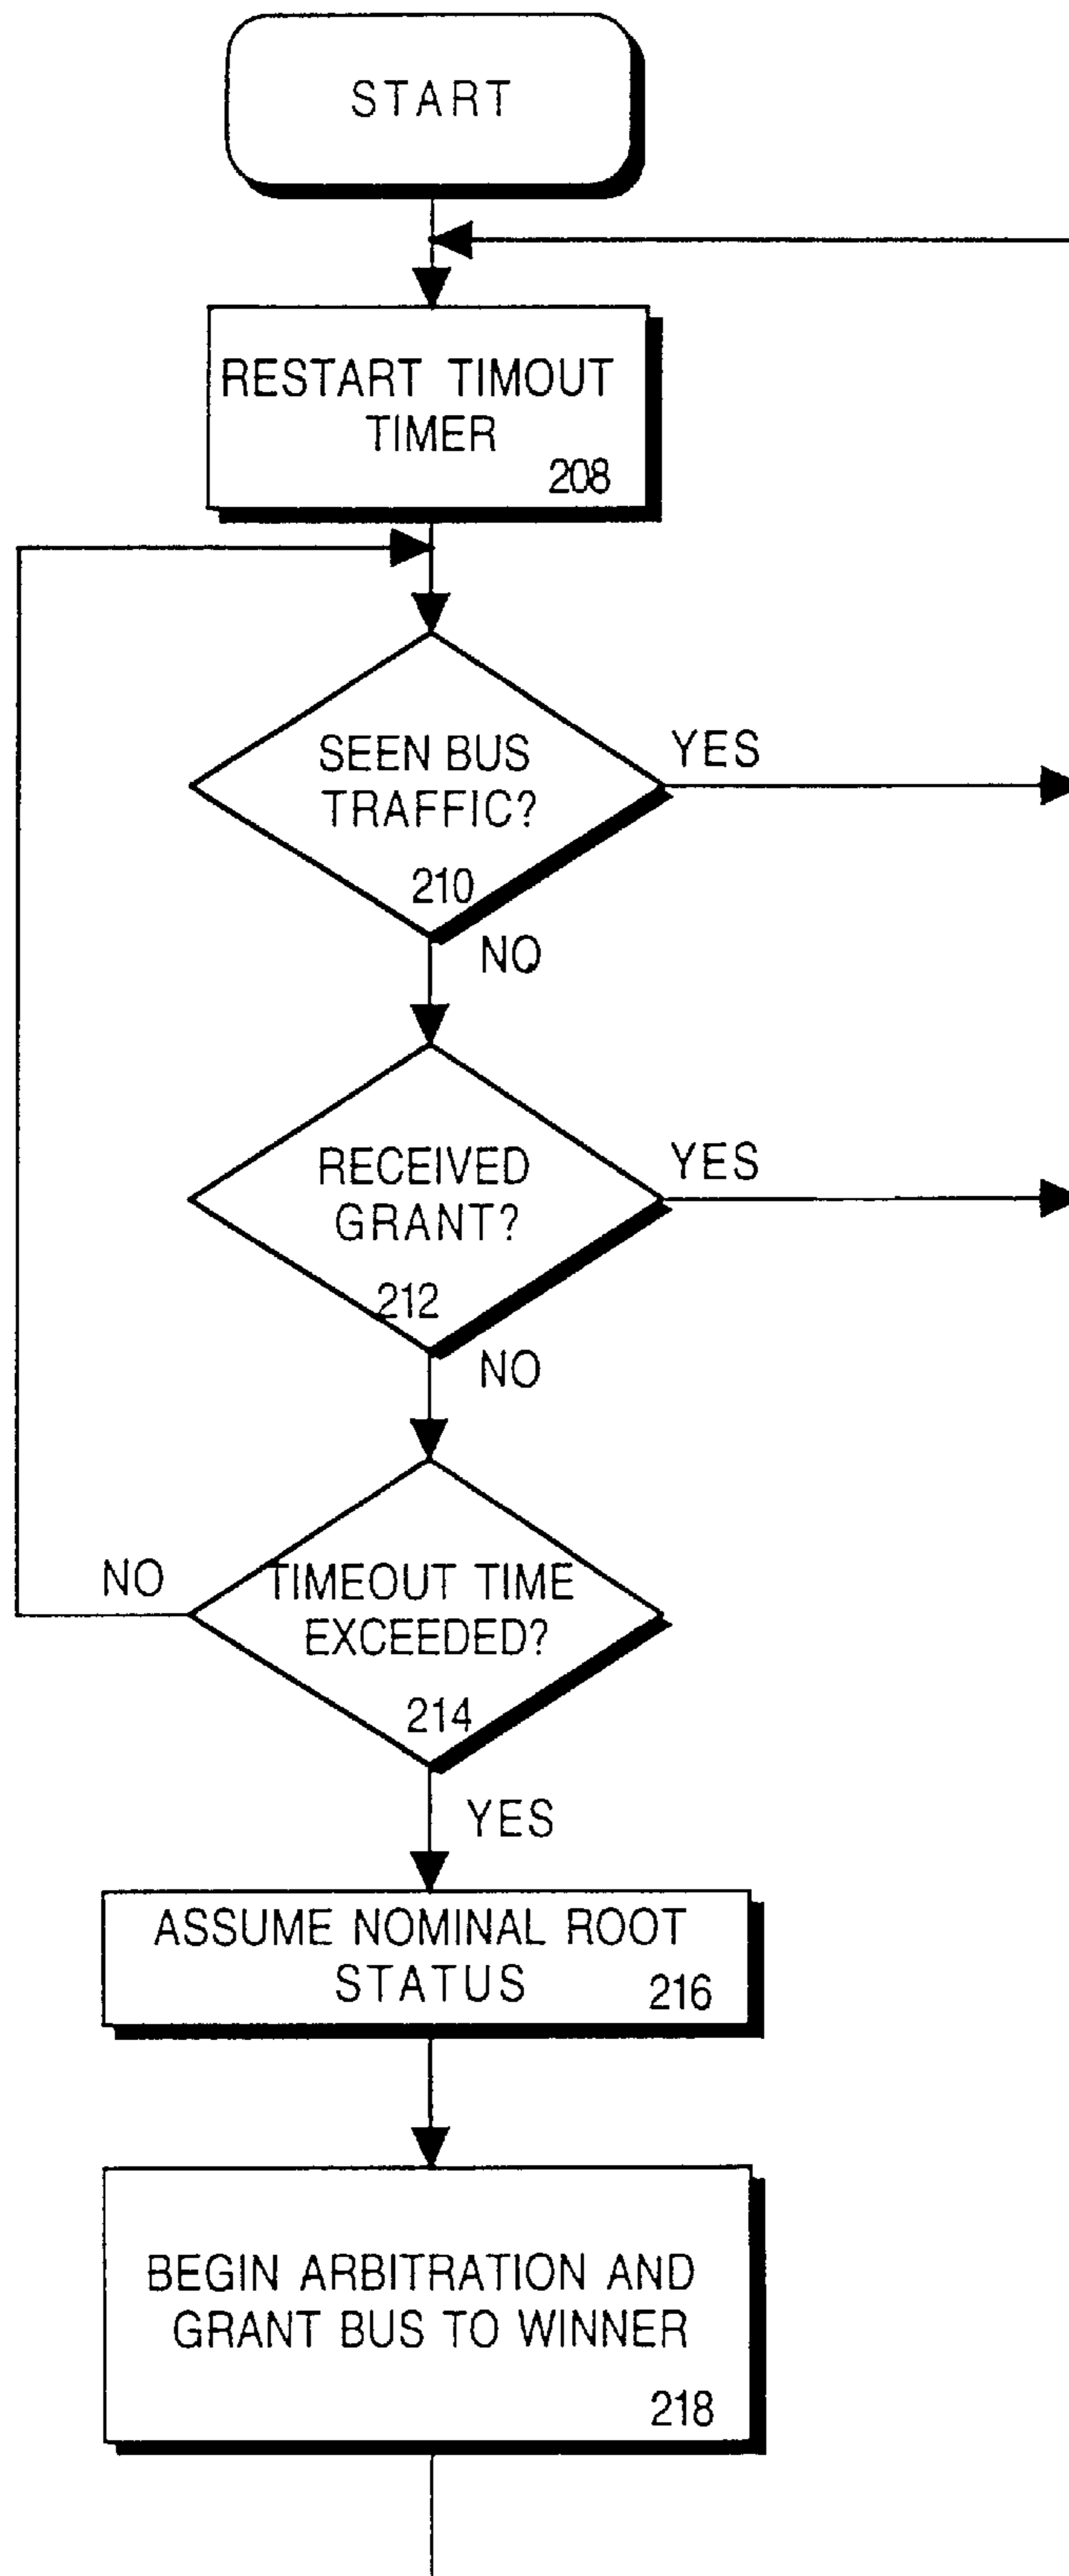 START
RESTART TIMOUT
TIMER
208
SEEN BUS
TRAFFIC?
210
YES
NO
RECEIVED
GRANT?
212
YES
NO
TIMEOUT TIME
EXCEEDED?
214
NO
YES
ASSUME NOMINAL ROOT
STATUS 216
BEGIN ARBITRATION AND
GRANT BUS TO WINNER
218